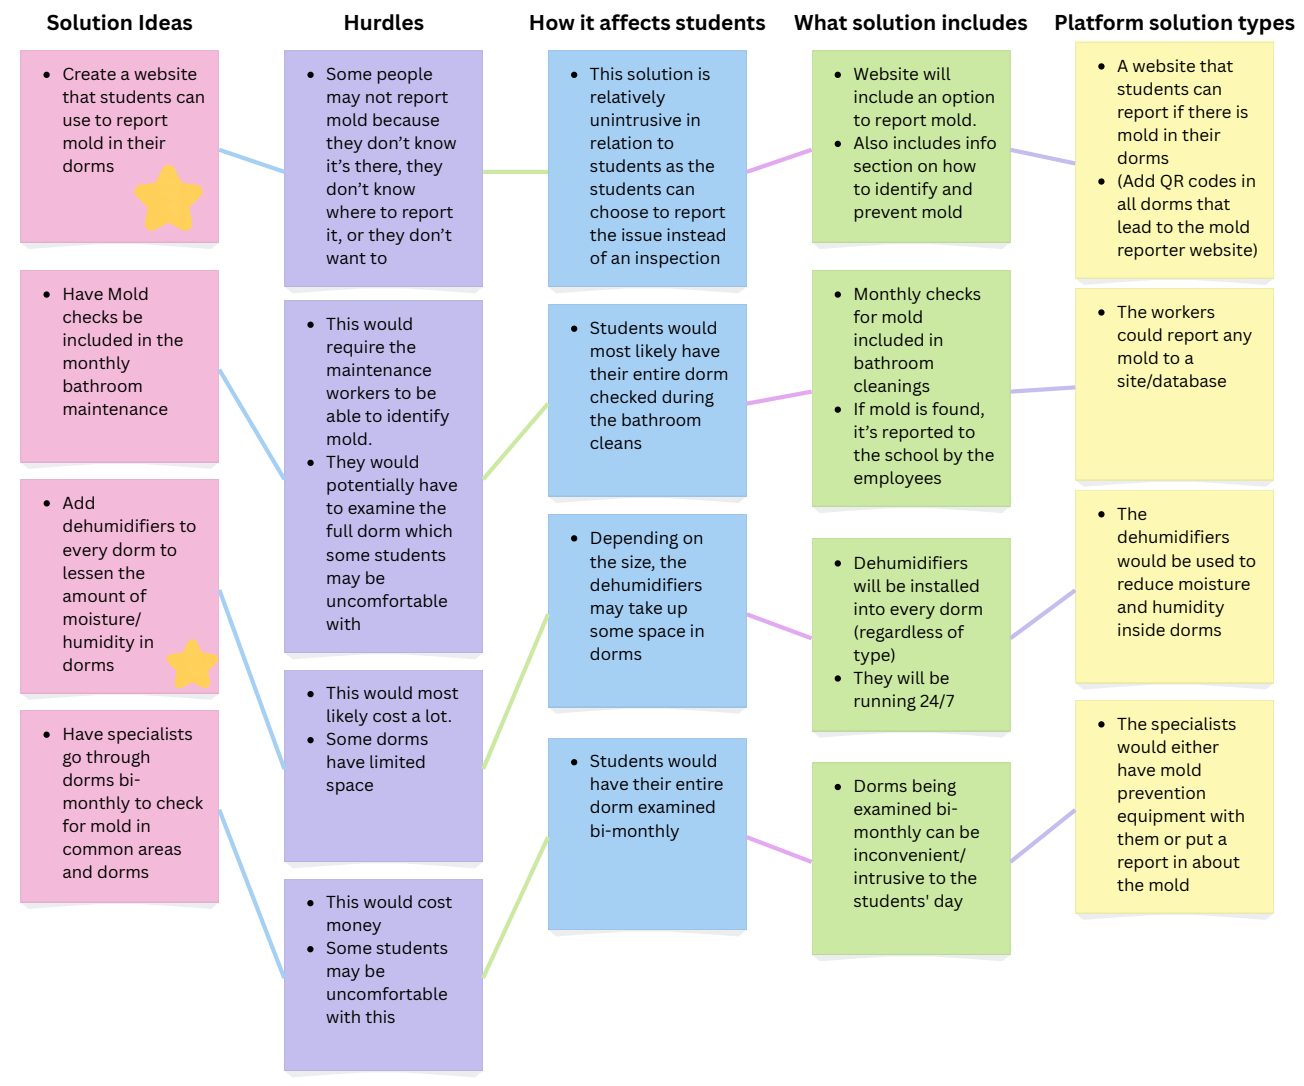 Solution Ideas
Hurdles
How it affects students
What solution includes
Platform solution types
• Create a website
that students can
use to report
mold in their
dorms
• Have Mold
checks be
included in the
monthly
bathroom
maintenance
• Add
dehumidifiers to
every dorm to
lessen the
amount of
moisture/
humidity in
dorms
• Have specialists
go through
dorms bi-
monthly to check
for mold in
common areas
and dorms
• Some people
may not report
mold because
they don’t know
it’s there, they
don’t know
where to report
it, or they don’t
want to
• This would
require the
maintenance
workers to be
able to identify
mold.
• They would
potentially have
to examine the
full dorm which
some students
may be
uncomfortable
with
• This would most
likely cost a lot.
• Some dorms
have limited
space
• This would cost
money
• Some students
may be
uncomfortable
with this
• This solution is
relatively
unintrusive in
relation to
students as the
students can
choose to report
the issue instead
of an inspection
• Students would
most likely have
their entire dorm
checked during
the bathroom
cleans
• Depending on
the size, the
dehumidifiers
may take up
some space in
dorms
• Students would
have their entire
dorm examined
bi-monthly
• Website will
include an option
to report mold.
• Also includes info
section on how
to identify and
prevent mold
• Monthly checks
for mold
included in
bathroom
cleanings
• If mold is found,
it’s reported to
the school by the
employees
• Dehumidifiers
will be installed
into every dorm
(regardless of
type)
• They will be
running 24/7
• Dorms being
examined bi-
monthly can be
inconvenient/
intrusive to the
students' day
• A website that
students can
report if there is
mold in their
dorms
• (Add QR codes in
all dorms that
lead to the mold
reporter website)
• The workers
could report any
mold to a
site/database
• The
dehumidifiers
would be used to
reduce moisture
and humidity
inside dorms
• The specialists
would either
have mold
prevention
equipment with
them or put a
report in about
the mold